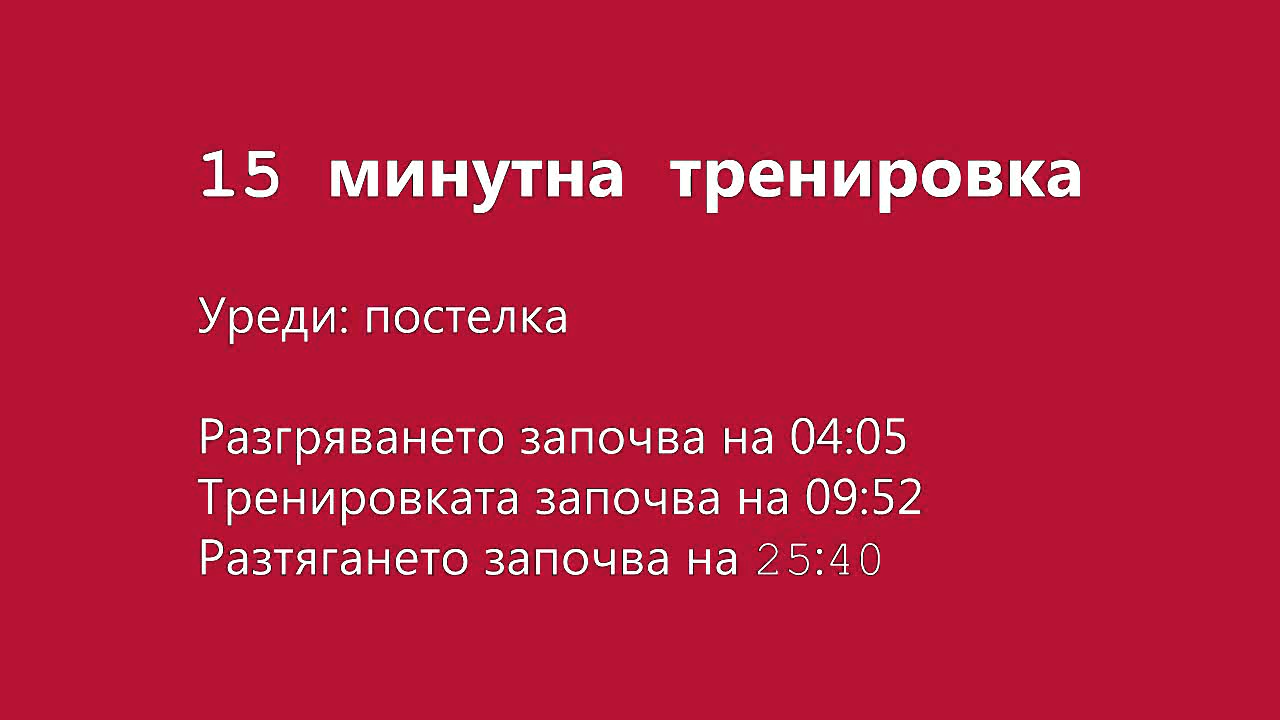 15 минутна тренировка
Уреди: постелка
Разгряването започва на 04:05
Тренировката започва на 09:52
Разтягането започва на 25:40